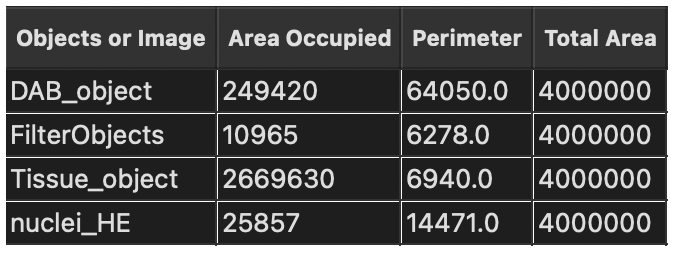 Objects or Image Area Occupied Perimeter Total Area
DAB_object 249420 64050.0 4000000
FilterObjects 10965 6278.0 4000000
Tissue_object 2669630 6940.0 4000000
nuclei_HE 25857 14471.0 4000000